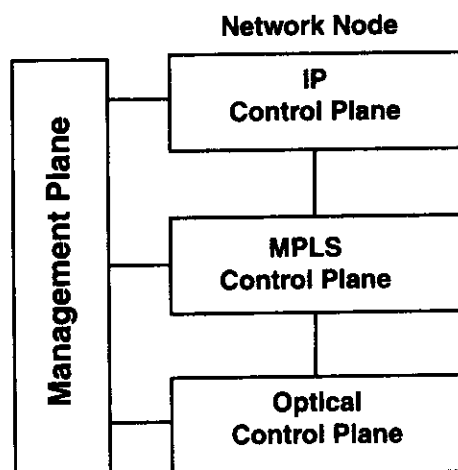 Network Node
IP
Control Plane
Management Plane
MPLS
Control Plane
Optical
Control Plane